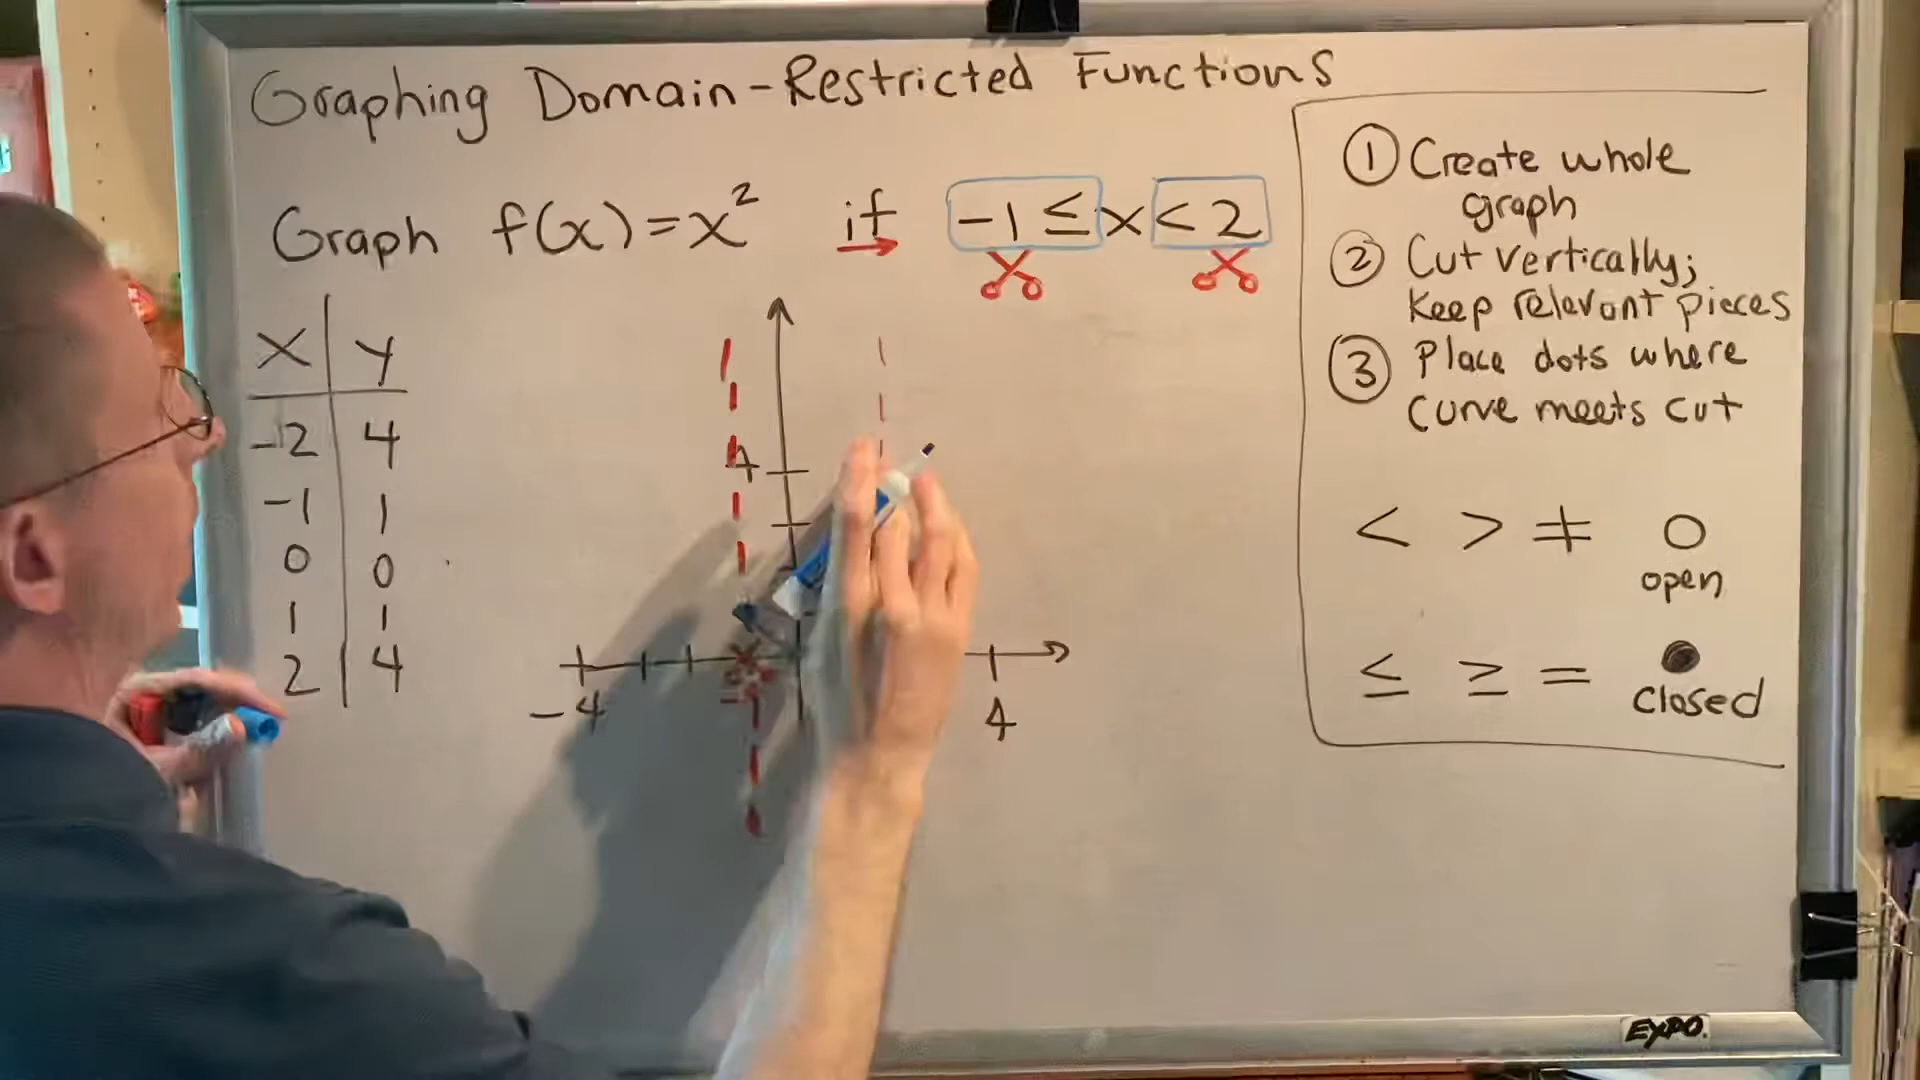 Graphing Domain-Restricted Functions
Graph f(x)=x² if -1≤x<2
x y
-2 4
-1 1
0 0
1 1
2 4
4
-4
-1
4
① Create whole
graph
② Cut vertically;
keep relevant pieces
③ Place dots where
curve meets cut
< > ≠ ○
open
≤ ≥ = ●
closed
EXPO.